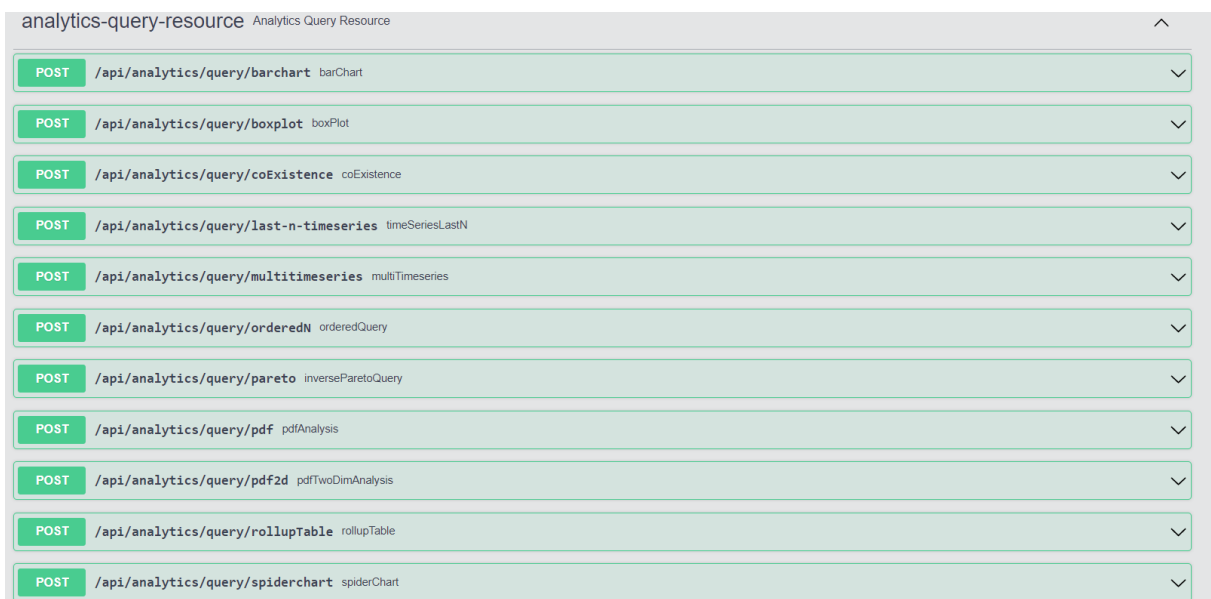 analytics-query-resource Analytics Query Resource
POST /api/analytics/query/barchart barChart
POST /api/analytics/query/boxplot boxPlot
POST /api/analytics/query/coExistence coExistence
POST /api/analytics/query/last-n-timeseries timeSeriesLastN
POST /api/analytics/query/multitimeseries multiTimeseries
POST /api/analytics/query/orderedN orderedQuery
POST /api/analytics/query/pareto inverseParetoQuery
POST /api/analytics/query/pdf pdfAnalysis
POST /api/analytics/query/pdf2d pdfTwoDimAnalysis
POST /api/analytics/query/rollupTable rollupTable
POST /api/analytics/query/spiderchart spiderChart